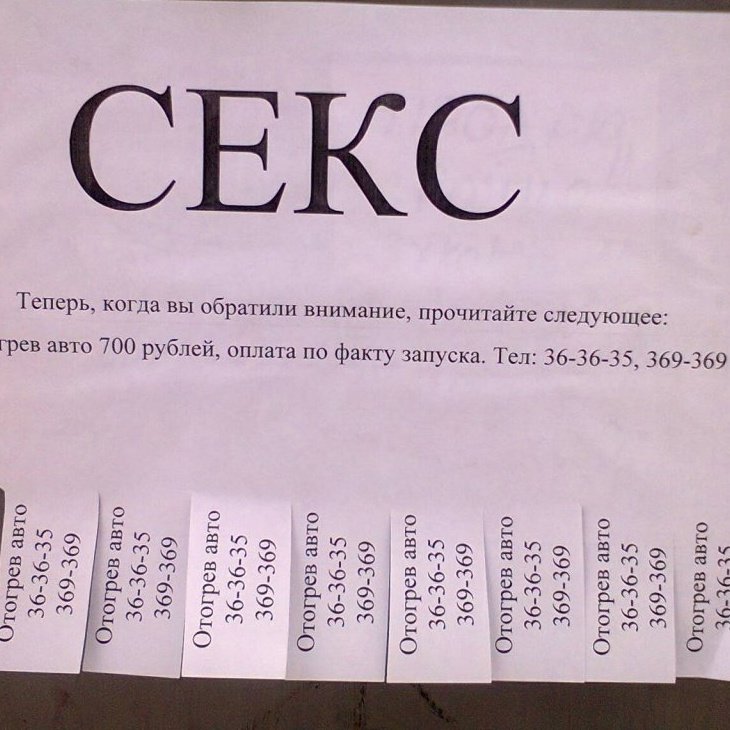 СЕКС
Теперь, когда вы обратили внимание, прочитайте следующее:
грев авто 700 рублей, оплата по факту запуска. Тел: 36-36-35, 369-369
Отогрев авто
36-36-35
369-369
Отогрев авто
36-36-35
369-369
Отогрев авто
36-36-35
369-369
Отогрев авто
36-36-35
369-369
Отогрев авто
36-36-35
369-369
Отогрев авто
36-36-35
369-369
Отогрев авто
36-36-35
369-369
Отогрев авто
36-36-35